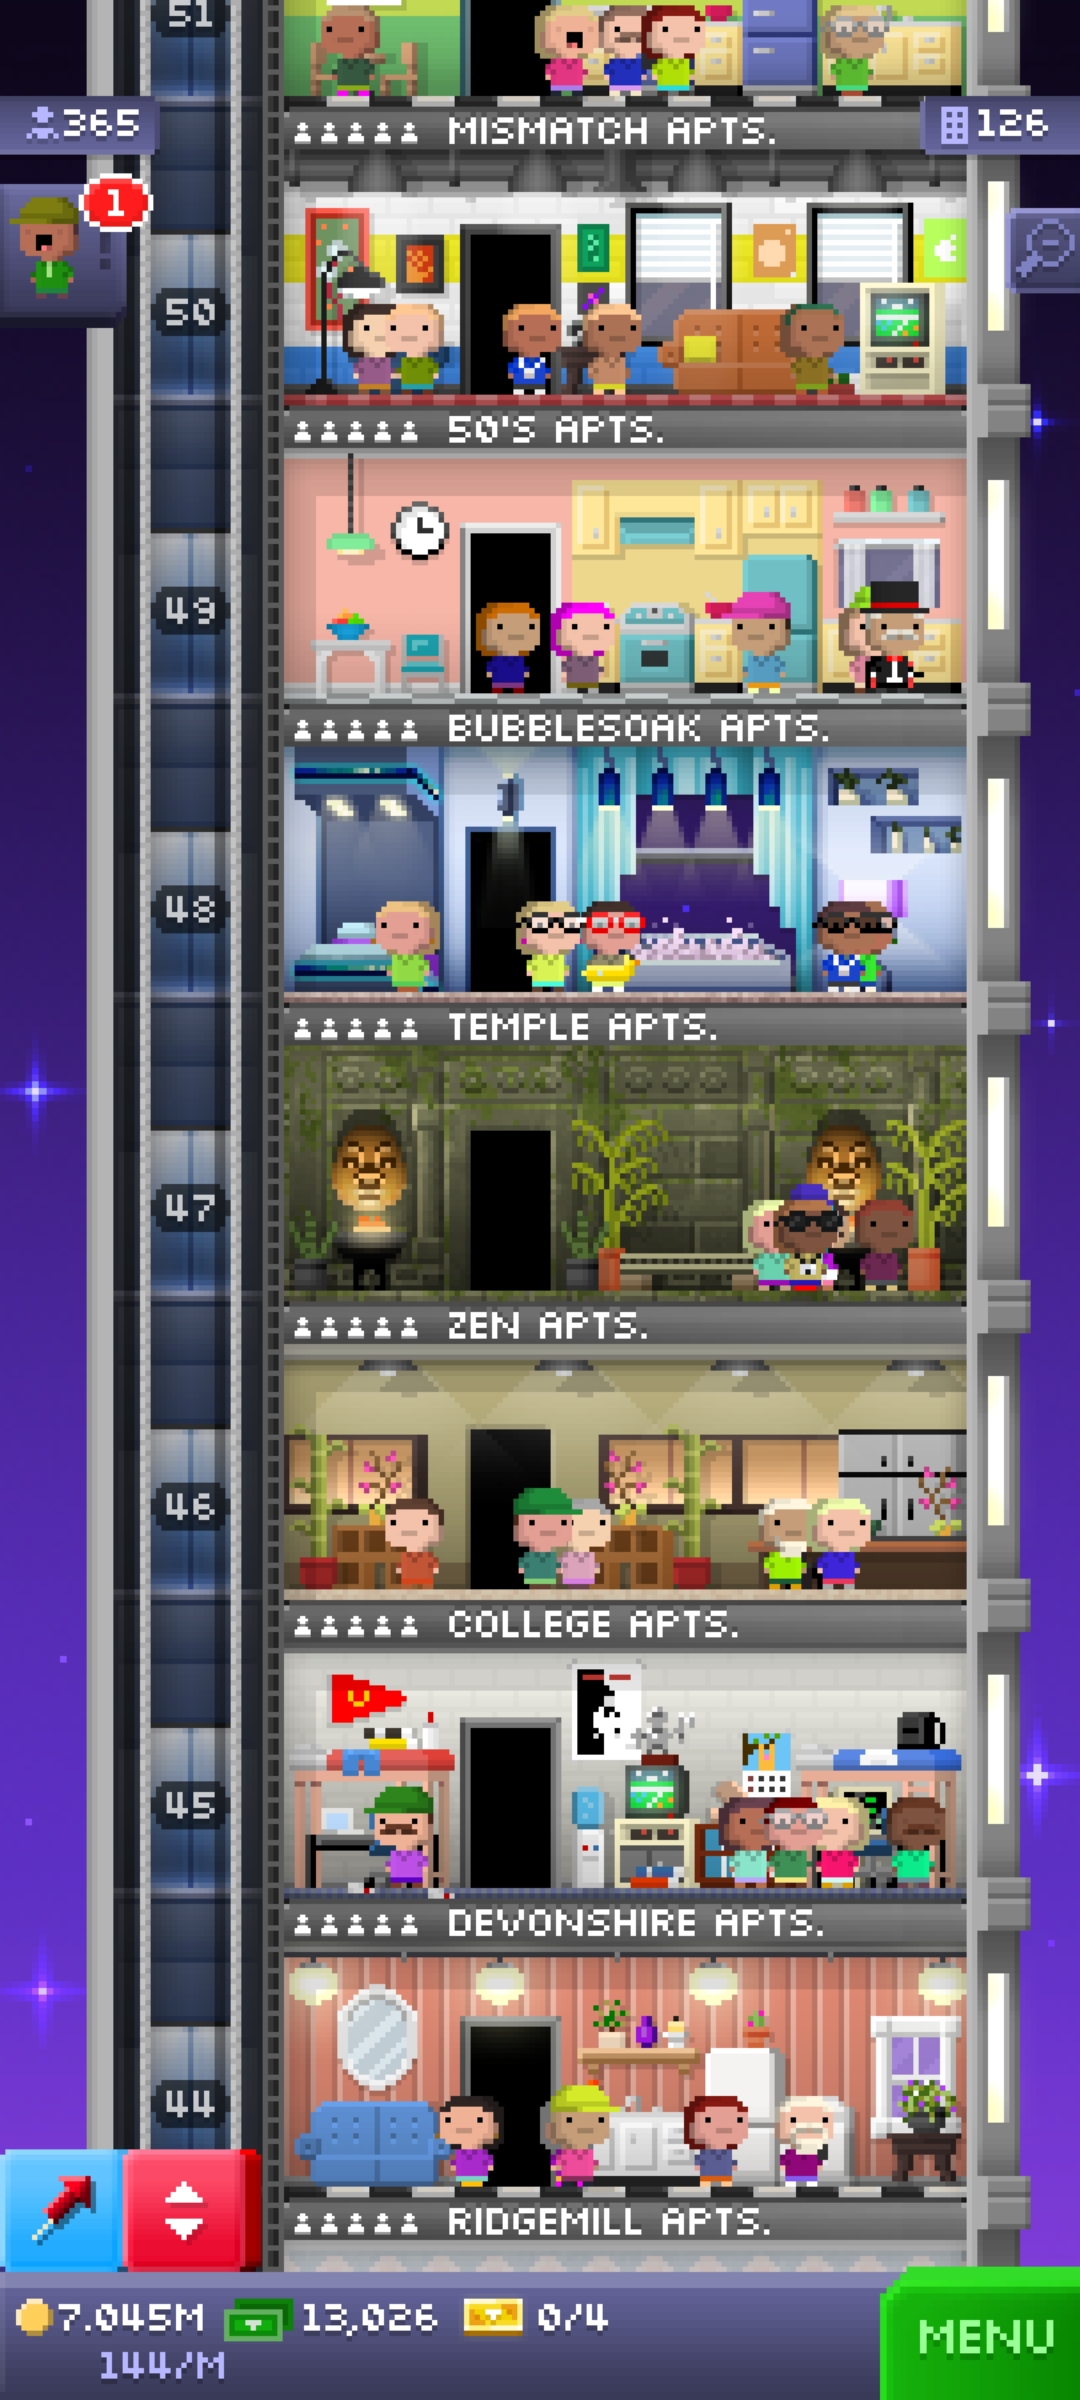 51
365
MISMATCH APTS.
126
1
50
50'S APTS.
49
BUBBLESOAK APTS.
48
TEMPLE APTS.
47
ZEN APTS.
46
COLLEGE APTS.
45
DEVONSHIRE APTS.
44
RIDGEMILL APTS.
7.045M 13,026 0/4
144/M
MENU